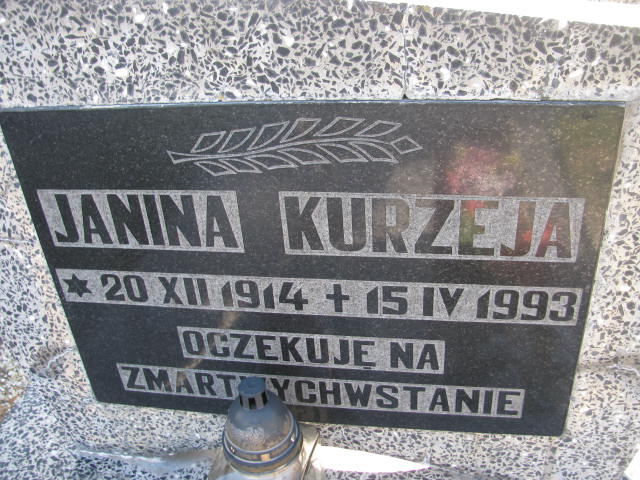 JANINA KURZEJA
* 20 XII 1914 + 15 IV 1993
OCZEKUJĘ NA
ZMARTWYCHWSTANIE